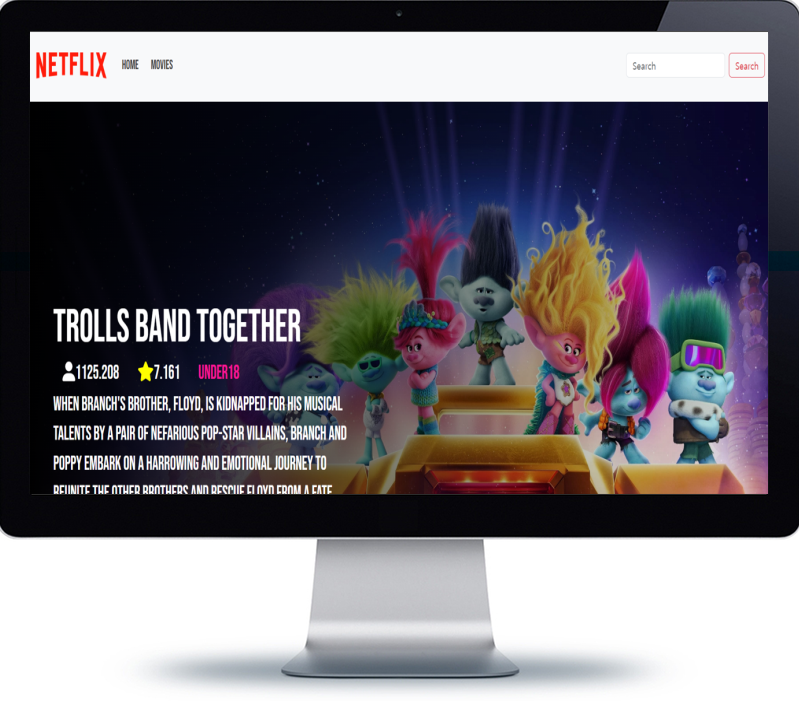 NETFLIX HOME MOVIES Search Search
TROLLS BAND TOGETHER
1125.208 7.161 UNDER18
WHEN BRANCH'S BROTHER, FLOYD, IS KIDNAPPED FOR HIS MUSICAL
TALENTS BY A PAIR OF NEFARIOUS POP-STAR VILLAINS, BRANCH AND
POPPY EMBARK ON A HARROWING AND EMOTIONAL JOURNEY TO
REUNITE THE OTHER BROTHERS AND RESCUE FLOYD FROM A FATE